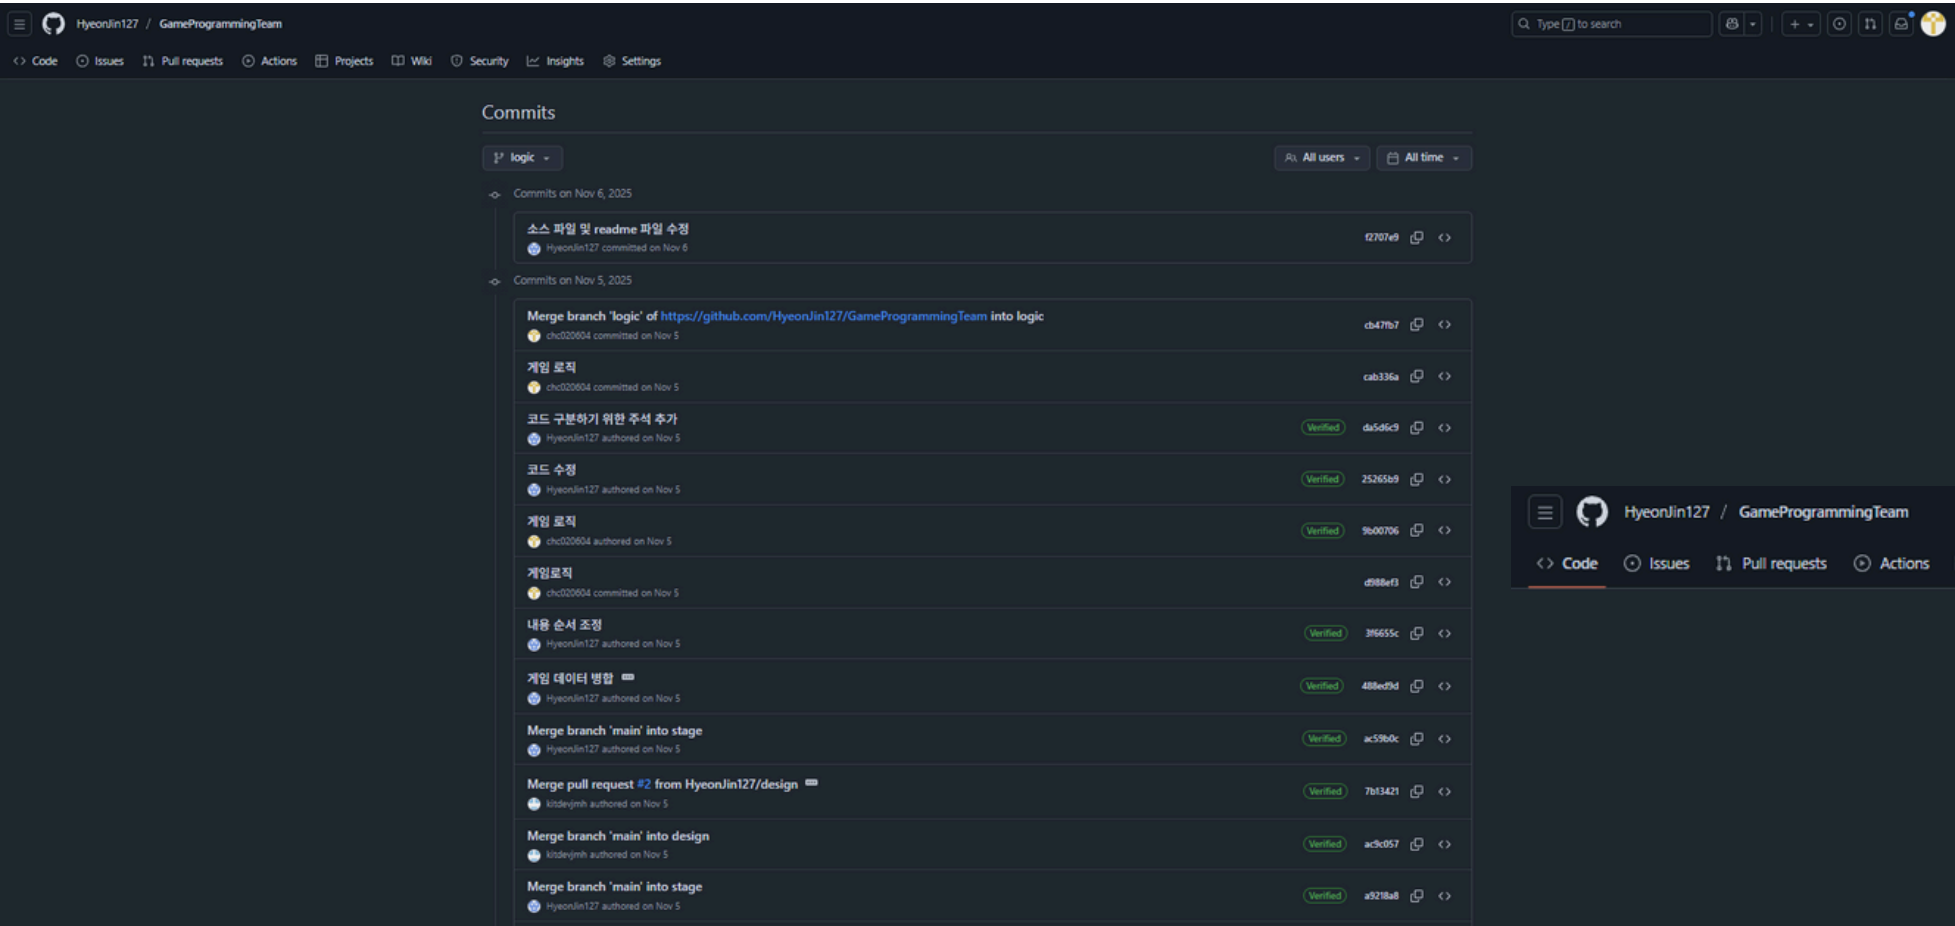 HyeonJin127 / GameProgrammingTeam
Type / to search
Code Issues Pull requests Actions Projects Wiki Security Insights Settings
Commits
logic All users All time
Commits on Nov 6, 2025
소스 파일 및 readme 파일 수정
HyeonJin127 committed on Nov 6
f2707e9
Commits on Nov 5, 2025
Merge branch 'logic' of https://github.com/HyeonJin127/GameProgrammingTeam into logic
chc020604 committed on Nov 5
cb47fb7
게임 로직
chc020604 committed on Nov 5
cab336a
코드 구분하기 위한 주석 추가
HyeonJin127 authored on Nov 5
Verified da5d6c9
코드 수정
HyeonJin127 authored on Nov 5
Verified 25265b9
게임 로직
chc020604 authored on Nov 5
Verified 9b00706
게임로직
chc020604 committed on Nov 5
d988ef3
내용 순서 조정
HyeonJin127 authored on Nov 5
Verified 3f6655c
게임 데이터 병합
HyeonJin127 authored on Nov 5
Verified 488ed9d
Merge branch 'main' into stage
HyeonJin127 authored on Nov 5
Verified ac59b0c
Merge pull request #2 from HyeonJin127/design
kitdevjmh authored on Nov 5
Verified 7b13421
Merge branch 'main' into design
kitdevjmh authored on Nov 5
Verified ac9c057
Merge branch 'main' into stage
HyeonJin127 authored on Nov 5
Verified a9218a8
HyeonJin127 / GameProgrammingTeam
Code Issues Pull requests Actions